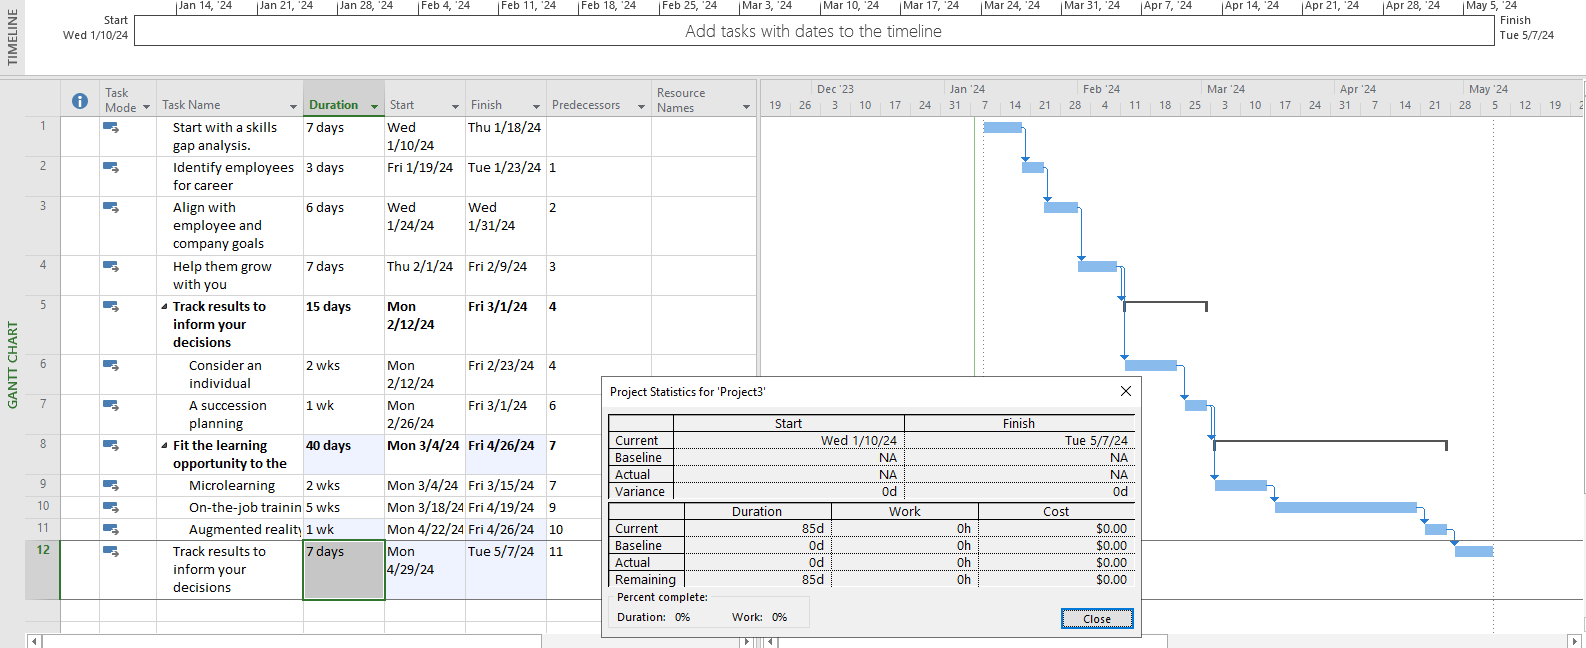 TIMELINE
Jan 14, '24 Jan 21, '24 Jan 28, '24 Feb 4, '24 Feb 11, '24 Feb 18, '24 Feb 25, '24 Mar 3, '24 Mar 10, '24 Mar 17, '24 Mar 24, '24 Mar 31, '24 Apr 7, '24 Apr 14, '24 Apr 21, '24 Apr 28, '24 May 5, '24
Start
Wed 1/10/24
Add tasks with dates to the timeline
Finish
Tue 5/7/24
GANTT CHART
Task Mode Task Name Duration Start Finish Predecessors Resource Names
Dec '23 Jan '24 Feb '24 Mar '24 Apr '24 May '24
19 26 3 10 17 24 31 7 14 21 28 4 11 18 25 3 10 17 24 31 7 14 21 28 5 12 19 2
1 Start with a skills 7 days Wed Thu 1/18/24
gap analysis. 1/10/24
2 Identify employees 3 days Fri 1/19/24 Tue 1/23/24 1
for career
3 Align with 6 days Wed Wed 2
employee and 1/24/24 1/31/24
company goals
4 Help them grow 7 days Thu 2/1/24 Fri 2/9/24 3
with you
5 Track results to 15 days Mon Fri 3/1/24 4
inform your 2/12/24
decisions
6 Consider an 2 wks Mon Fri 2/23/24 4
individual 2/12/24
7 A succession 1 wk Mon Fri 3/1/24 6
planning 2/26/24
8 Fit the learning 40 days Mon 3/4/24 Fri 4/26/24 7
opportunity to the
9 Microlearning 2 wks Mon 3/4/24 Fri 3/15/24 7
10 On-the-job trainin 5 wks Mon 3/18/24 Fri 4/19/24 9
11 Augmented reality 1 wk Mon 4/22/24 Fri 4/26/24 10
12 Track results to 7 days Mon Tue 5/7/24 11
inform your 4/29/24
decisions
Project Statistics for 'Project3'
Start Finish
Current Wed 1/10/24 Tue 5/7/24
Baseline NA NA
Actual NA NA
Variance 0d 0d
Duration Work Cost
Current 85d 0h $0.00
Baseline 0d 0h $0.00
Actual 0d 0h $0.00
Remaining 85d 0h $0.00
Percent complete:
Duration: 0% Work: 0%
Close